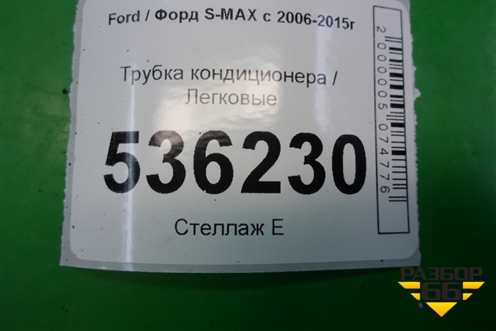 Ford / Форд S-MAX с 2006-2015г
Трубка кондиционера /
Легковые
536230
Стеллаж Е
2000005074776
РАЗБОР
66